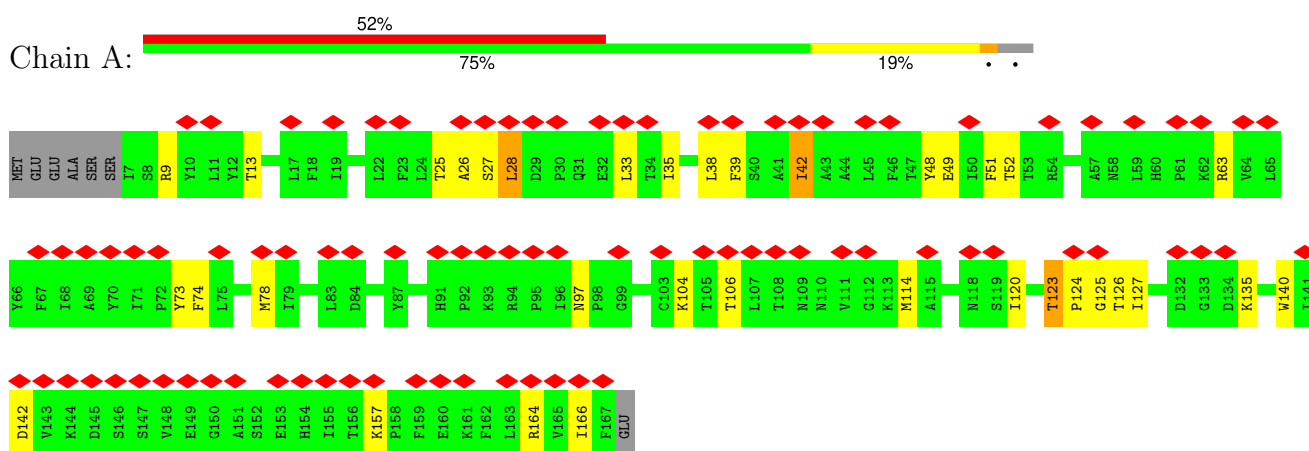 52%
Chain A:
75% 19% • •
MET GLU GLU ALA SER SER I7 S8 R9 Y10 L11 Y12 T13 L17 F18 I19 L22 F23 L24 T25 A26 S27 L28 D29 P30 Q31 E32 L33 T34 I35 L38 F39 S40 A41 I42 A43 A44 L45 F46 T47 Y48 E49 I50 F51 T52 T53 R54 A57 N58 L59 H60 P61 K62 R63 V64 L65
Y66 F67 I68 A69 Y70 I71 P72 Y73 F74 L75 M78 I79 L83 D84 Y87 H91 P92 K93 R94 P95 I96 N97 P98 G99 C103 K104 T105 T106 L107 T108 N109 N110 V111 G112 K113 M114 A115 N118 S119 I120 T123 P124 G125 T126 I127 D132 G133 D134 K135 W140 I141
D142 V143 K144 D145 S146 S147 V148 E149 G150 A151 S152 E153 H154 I155 T156 K157 P158 F159 E160 K161 F162 L163 R164 V165 I166 F167 GLU